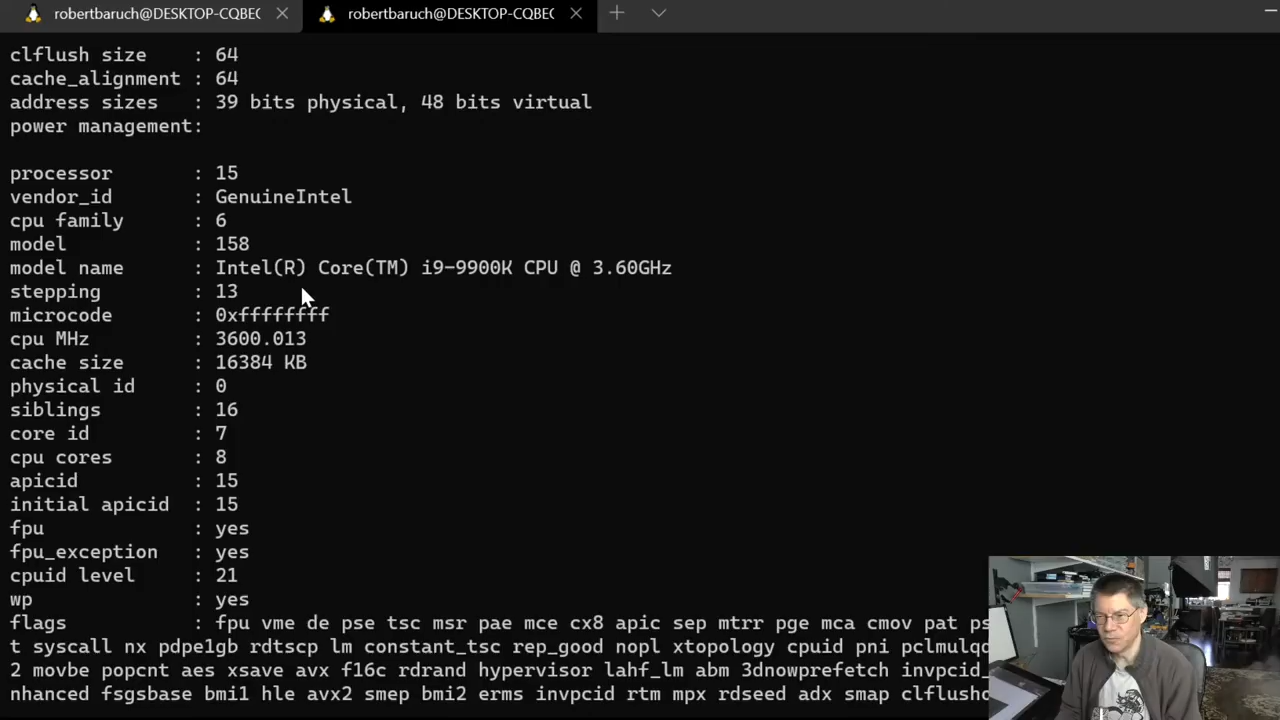 robertbaruch@DESKTOP-CQBEC robertbaruch@DESKTOP-CQBEC
clflush size : 64
cache_alignment : 64
address sizes : 39 bits physical, 48 bits virtual
power management:
processor : 15
vendor_id : GenuineIntel
cpu family : 6
model : 158
model name : Intel(R) Core(TM) i9-9900K CPU @ 3.60GHz
stepping : 13
microcode : 0xffffffff
cpu MHz : 3600.013
cache size : 16384 KB
physical id : 0
siblings : 16
core id : 7
cpu cores : 8
apicid : 15
initial apicid : 15
fpu : yes
fpu_exception : yes
cpuid level : 21
wp : yes
flags : fpu vme de pse tsc msr pae mce cx8 apic sep mtrr pge mca cmov pat ps
t syscall nx pdpe1gb rdtscp lm constant_tsc rep_good nopl xtopology cpuid pni pclmulqd
2 movbe popcnt aes xsave avx f16c rdrand hypervisor lahf_lm abm 3dnowprefetch invpcid_
nhanced fsgsbase bmi1 hle avx2 smep bmi2 erms invpcid rtm mpx rdseed adx smap clflusho